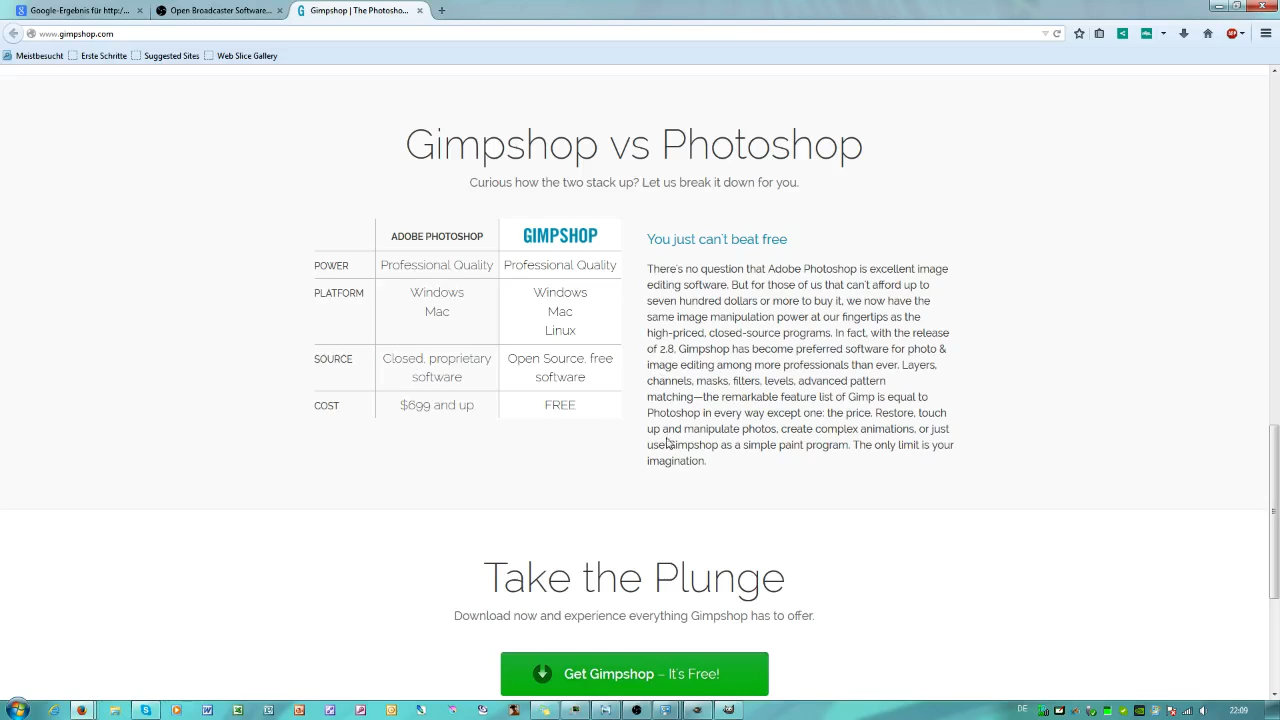 Google-Ergebnis für http:/...
Open Broadcaster Software...
Gimpshop | The Photosho...
www.gimpshop.com
Meistbesucht
Erste Schritte
Suggested Sites
Web Slice Gallery
Gimpshop vs Photoshop
Curious how the two stack up? Let us break it down for you.
ADOBE PHOTOSHOP
GIMPSHOP
POWER
Professional Quality
Professional Quality
PLATFORM
Windows
Mac
Windows
Mac
Linux
SOURCE
Closed, proprietary
software
Open Source, free
software
COST
$699 and up
FREE
You just can't beat free
There's no question that Adobe Photoshop is excellent image
editing software. But for those of us that can't afford up to
seven hundred dollars or more to buy it, we now have the
same image manipulation power at our fingertips as the
high-priced, closed-source programs. In fact, with the release
of 2.8, Gimpshop has become preferred software for photo &
image editing among more professionals than ever. Layers,
channels, masks, filters, levels, advanced pattern
matching—the remarkable feature list of Gimp is equal to
Photoshop in every way except one: the price. Restore, touch
up and manipulate photos, create complex animations, or just
use Gimpshop as a simple paint program. The only limit is your
imagination.
Take the Plunge
Download now and experience everything Gimpshop has to offer.
Get Gimpshop – It's Free!
DE
22:09